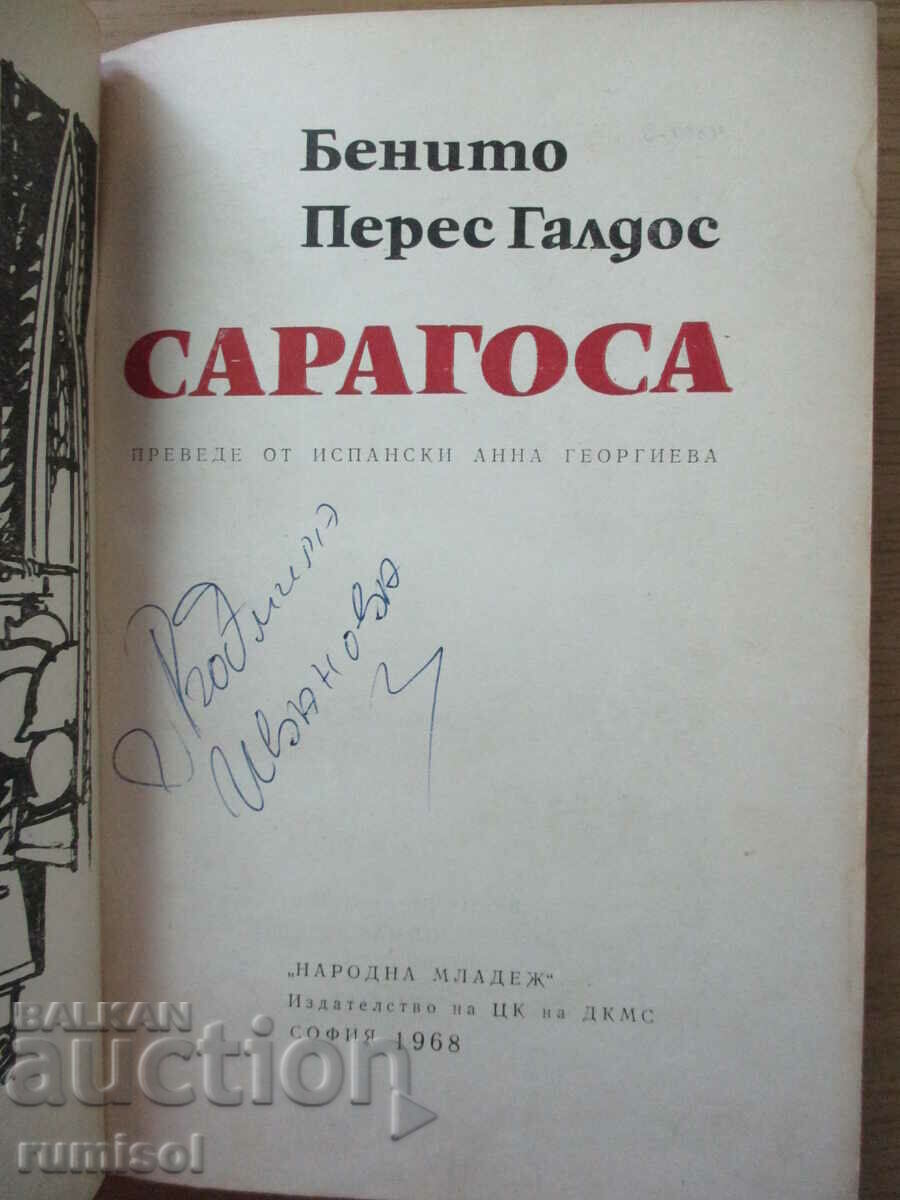 Бенито
Перес Галдос
САРАГОСА
ПРЕВЕДЕ ОТ ИСПАНСКИ АННА ГЕОРГИЕВА
Людмила
Иванова
„НАРОДНА МЛАДЕЖ“
Издателство на ЦК на ДКМС
СОФИЯ 1968
BALKAN
auction
rumisol